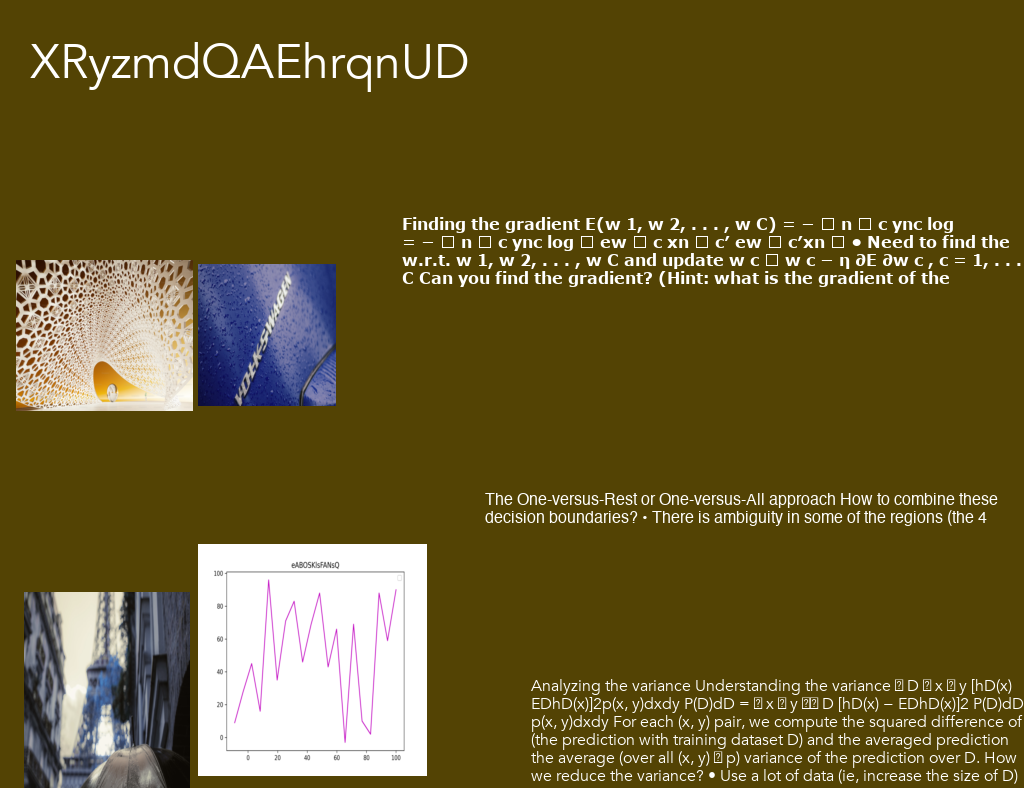 XRyzmdQAEhrqnUD
Finding the gradient E(w 1, w 2, . . . , w C) = − □ n □ c ync log
= − □ n □ c ync log □ ew □ c xn □ c′ ew □ c′xn □ • Need to find the
w.r.t. w 1, w 2, . . . , w C and update w c □ w c − η ∂E ∂w c , c = 1, . . .
C Can you find the gradient? (Hint: what is the gradient of the
VOLKSWAGEN
The One-versus-Rest or One-versus-All approach How to combine these
decision boundaries? • There is ambiguity in some of the regions (the 4
eABOSKIsFANsQ
100
80
60
40
20
0
0 20 40 60 80 100
Analyzing the variance Understanding the variance □ D □ x □ y [hD(x)
EDhD(x)]2p(x, y)dxdy P(D)dD = □ x □ y □□ D [hD(x) − EDhD(x)]2 P(D)dD
p(x, y)dxdy For each (x, y) pair, we compute the squared difference of
(the prediction with training dataset D) and the averaged prediction
the average (over all (x, y) □ p) variance of the prediction over D. How
we reduce the variance? • Use a lot of data (ie, increase the size of D)